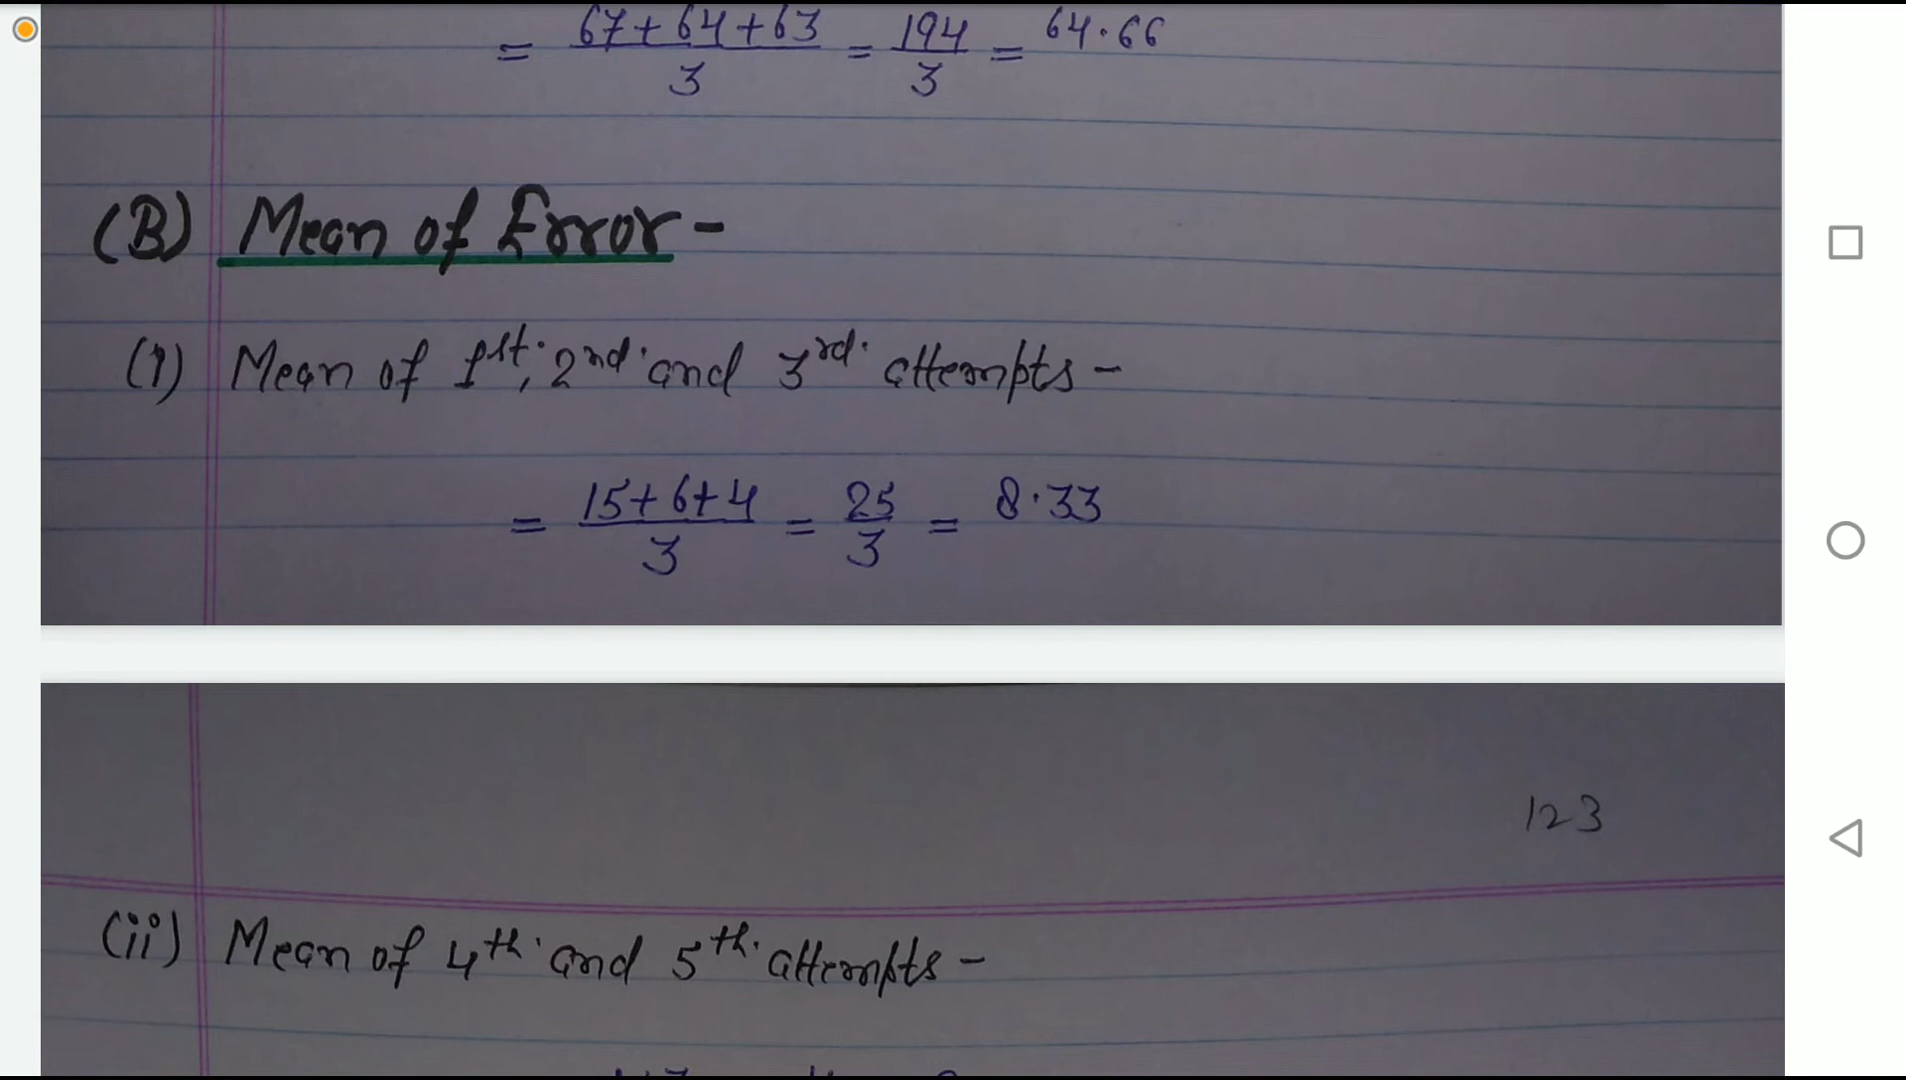 = 67+64+63 / 3 = 194 / 3 = 64.66
(B) Mean of Error -
(i) Mean of 1st, 2nd and 3rd attempts -
= 15+6+4 / 3 = 25 / 3 = 8.33
123
(ii) Mean of 4th and 5th attempts -